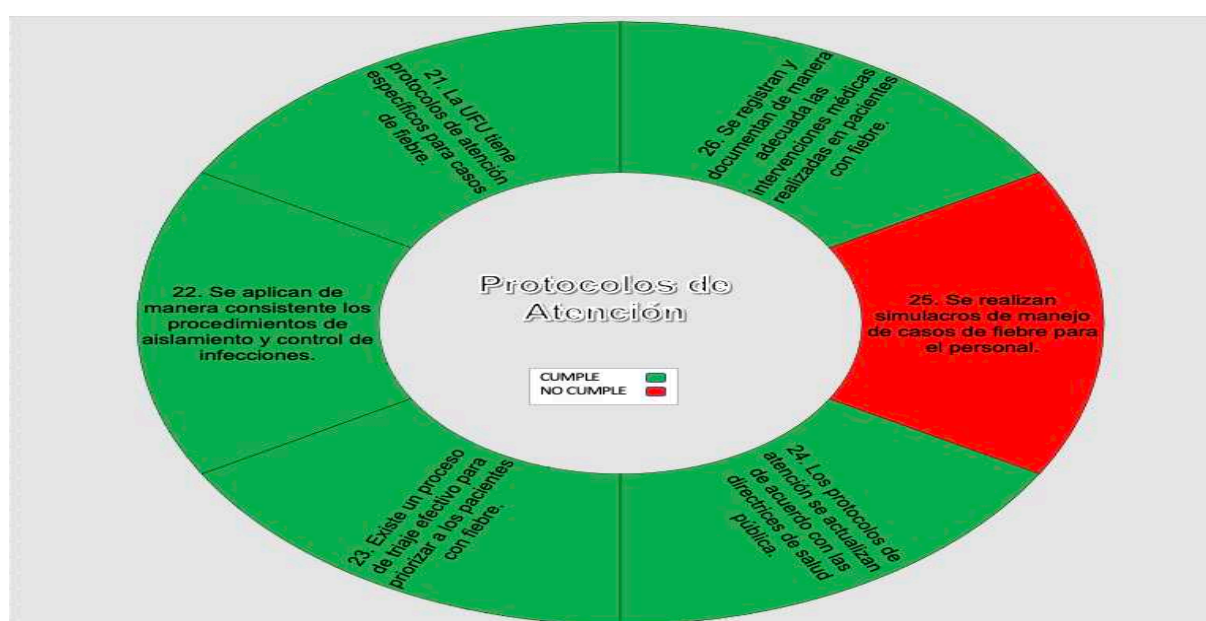 21. La UFU tiene
protocolos de atención
específicos para casos
de fiebre.
26. Se registran y
documentan de manera
adecuada las
intervenciones médicas
realizadas en pacientes
con fiebre.
22. Se aplican de
manera consistente los
procedimientos de
aislamiento y control de
infecciones.
Protocolos de
Atención
CUMPLE
NO CUMPLE
25. Se realizan
simulacros de manejo
de casos de fiebre para
el personal.
23. Existe un proceso
de triaje efectivo para
priorizar a los pacientes
con fiebre.
24. Los protocolos de
atención se actualizan
de acuerdo con las
directrices de salud
pública.